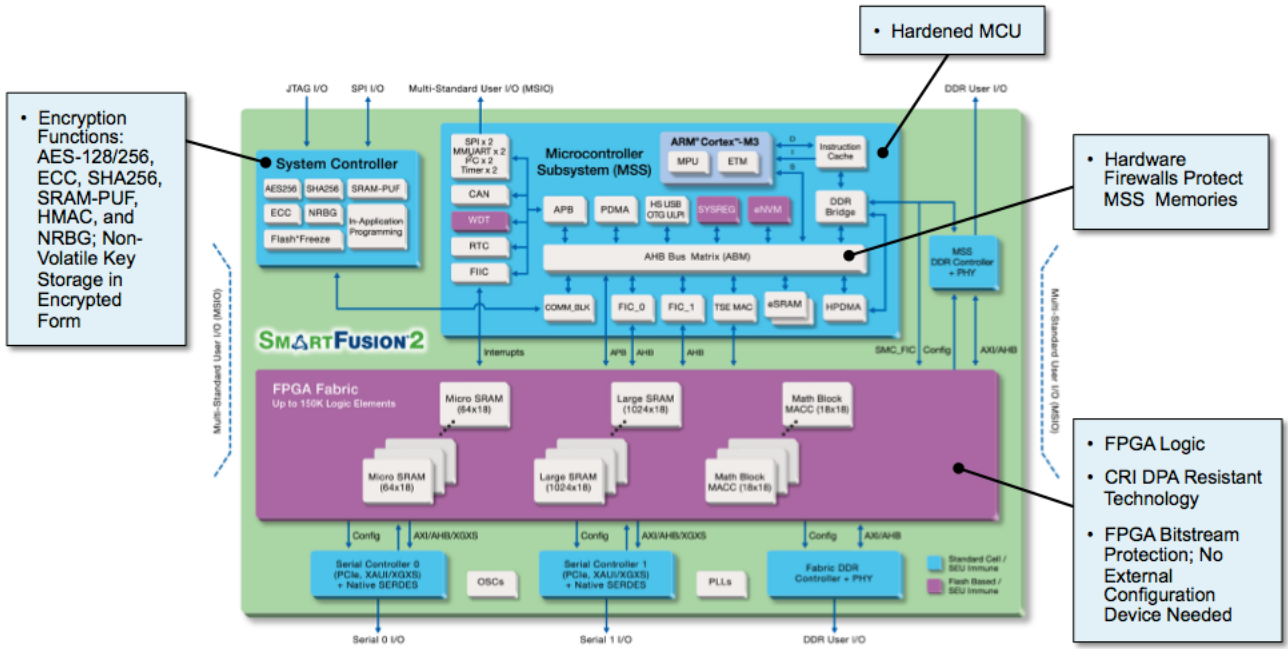 • Hardened MCU
JTAG I/O
SPI I/O
Multi-Standard User I/O (MSIO)
DDR User I/O
• Encryption
Functions:
AES-128/256,
ECC, SHA256,
SRAM-PUF,
HMAC, and
NRBG; Non-
Volatile Key
Storage in
Encrypted
Form
System Controller
AES256
SHA256
SRAM-PUF
ECC
NRBG
In-Application
Programming
Flash*Freeze
SPI x 2
MMUART x 2
I²C x 2
Timer x 2
CAN
WDT
RTC
FIIC
Microcontroller
Subsystem (MSS)
ARM® Cortex™-M3
MPU
ETM
D
I
S
Instruction
Cache
DDR
Bridge
APB
PDMA
HS USB
OTG ULPI
SYSREG
eNVM
AHB Bus Matrix (ABM)
COMM_BLK
FIC_0
FIC_1
TSE MAC
eSRAM
HPDMA
MSS
DDR Controller
+ PHY
• Hardware
Firewalls Protect
MSS Memories
Multi-Standard User I/O (MSIO)
Multi-Standard User I/O (MSIO)
SMARTFUSION®2
Interrupts
APB
AHB
AHB
SMC_FIC
Config
AXI/AHB
FPGA Fabric
Up to 150K Logic Elements
Micro SRAM
(64x18)
Large SRAM
(1024x18)
Math Block
MACC (18x18)
Micro SRAM
(64x18)
Large SRAM
(1024x18)
Math Block
MACC (18x18)
• FPGA Logic
• CRI DPA Resistant
Technology
• FPGA Bitstream
Protection; No
External
Configuration
Device Needed
Config
AXI/AHB/XGXS
Config
AXI/AHB/XGXS
Config
AXI/AHB
Serial Controller 0
(PCIe, XAUI/XGXS)
+ Native SERDES
OSCs
Serial Controller 1
(PCIe, XAUI/XGXS)
+ Native SERDES
PLLs
Fabric DDR
Controller + PHY
Standard Cell /
SEU Immune
Flash Based /
SEU Immune
Serial 0 I/O
Serial 1 I/O
DDR User I/O